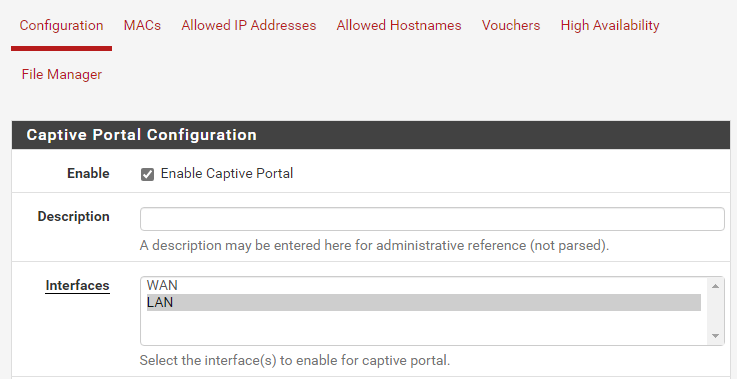 Configuration MACs Allowed IP Addresses Allowed Hostnames Vouchers High Availability
File Manager
Captive Portal Configuration
Enable Enable Captive Portal
Description
A description may be entered here for administrative reference (not parsed).
Interfaces WAN
LAN
Select the interface(s) to enable for captive portal.